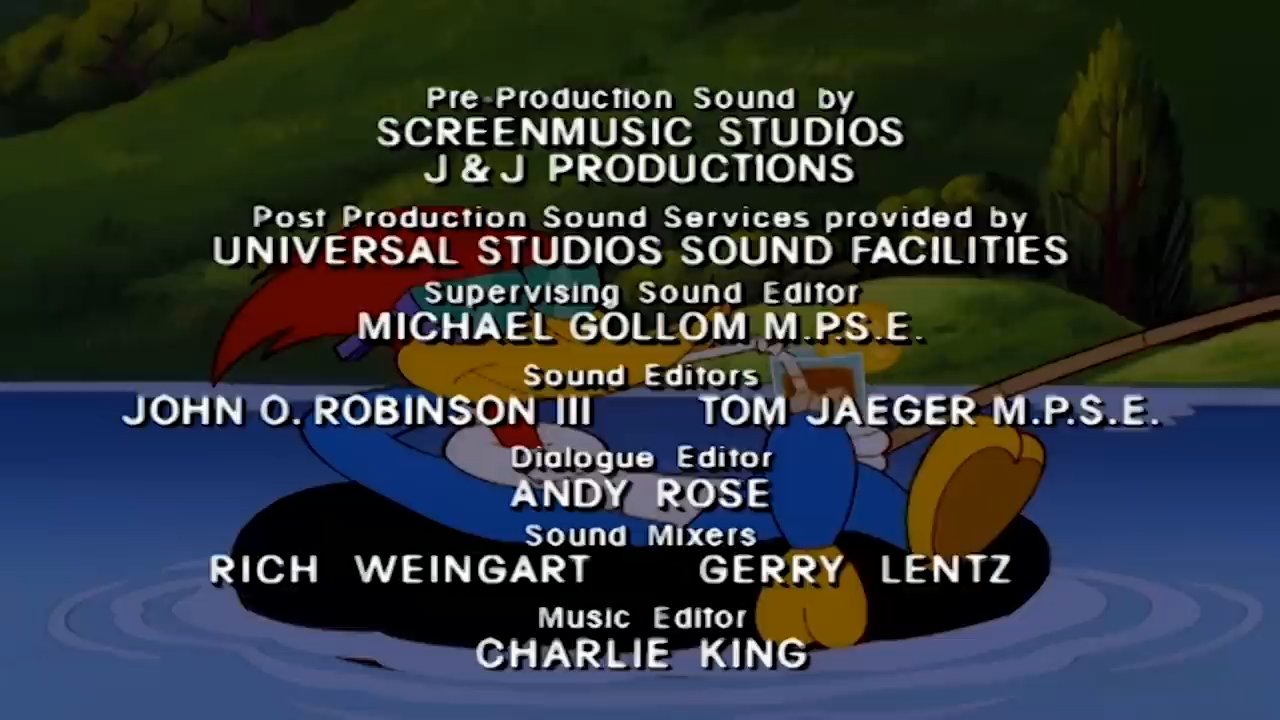 Pre-Production Sound by
SCREENMUSIC STUDIOS
J & J PRODUCTIONS
Post Production Sound Services provided by
UNIVERSAL STUDIOS SOUND FACILITIES
Supervising Sound Editor
MICHAEL GOLLOM M.P.S.E.
Sound Editors
JOHN O. ROBINSON III TOM JAEGER M.P.S.E.
Dialogue Editor
ANDY ROSE
Sound Mixers
RICH WEINGART GERRY LENTZ
Music Editor
CHARLIE KING